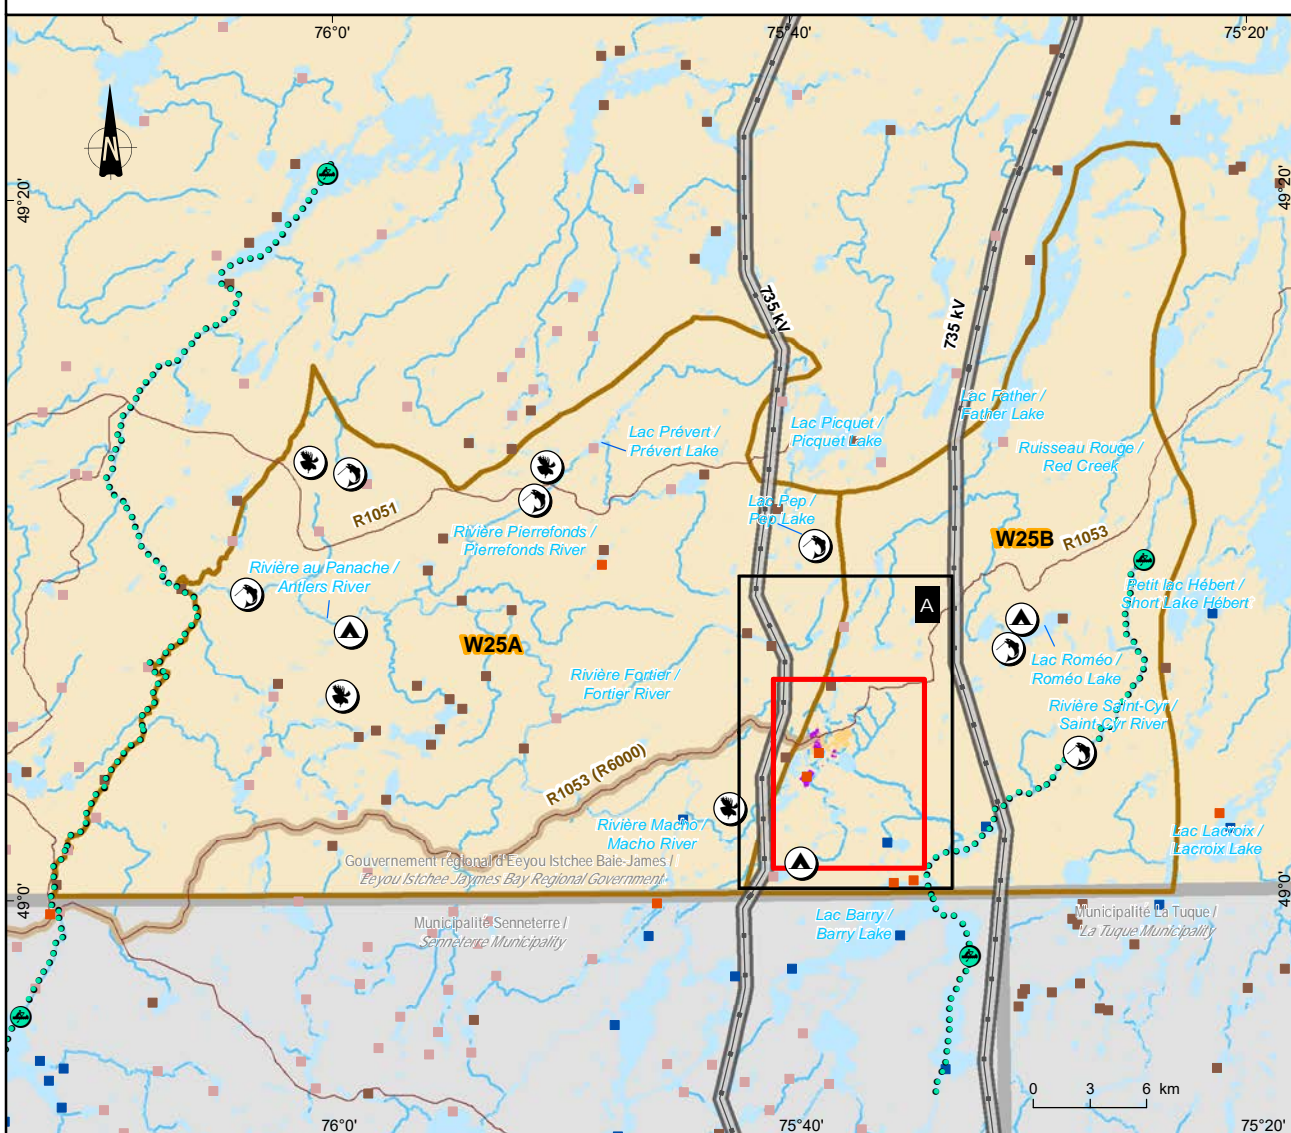 76°0'
75°40'
75°20'
N
49°20'
49°20'
735 kV
735 kV
Lac Father /
Father Lake
Lac Prévert /
Prévert Lake
Lac Picquet /
Picquet Lake
Ruisseau Rouge /
Red Creek
R1051
Lac Pep /
Pep Lake
Rivière Pierrefonds /
Pierrefonds River
W25B
R1053
Rivière au Panache /
Antlers River
Petit lac Hébert /
Short Lake Hébert
A
W25A
Lac Roméo /
Roméo Lake
Rivière Fortier /
Fortier River
Rivière Saint-Cyr /
Saint-Cyr River
R1053 (R6000)
Rivière Macho /
Macho River
Lac Lacroix /
Lacroix Lake
Gouvernement régional d'Eeyou Istchee Baie-James /
Eeyou Istchee Jaymes Bay Regional Government
49°0'
49°0'
Municipalité Senneterre /
Senneterre Municipality
Lac Barry /
Barry Lake
Municipalité La Tuque /
La Tuque Municipality
0 3 6 km
76°0'
75°40'
75°20'